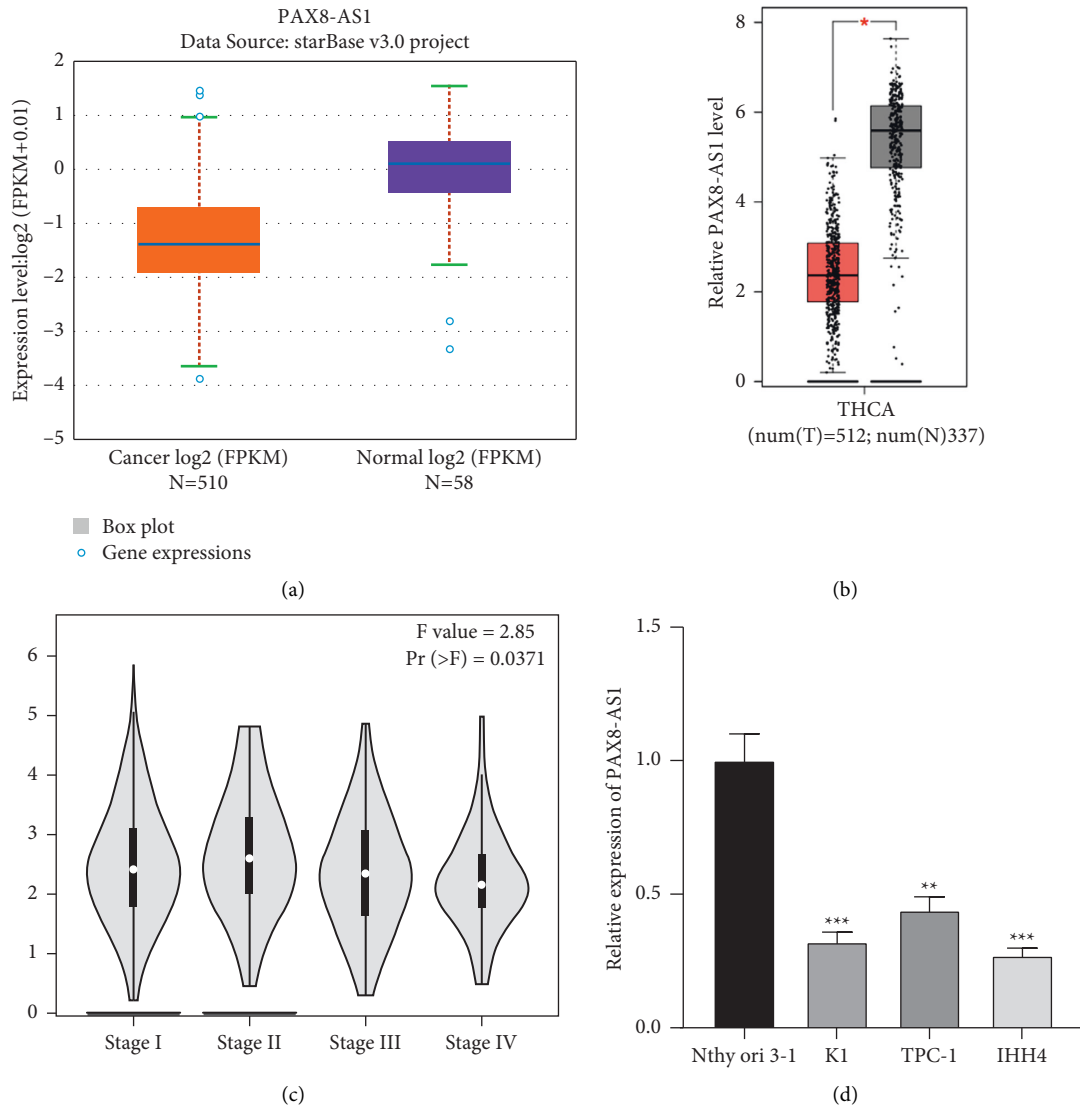 PAX8-AS1
Data Source: starBase v3.0 project
Expression level:log2 (FPKM+0.01)
2
1
0
−1
−2
−3
−4
−5
Cancer log2 (FPKM)
N=510
Normal log2 (FPKM)
N=58
Box plot
Gene expressions
(a)
Relative PAX8-AS1 level
8
6
4
2
0
*
THCA
(num(T)=512; num(N)337)
(b)
F value = 2.85
Pr (>F) = 0.0371
6
5
4
3
2
1
0
Stage I
Stage II
Stage III
Stage IV
(c)
Relative expression of PAX8-AS1
1.5
1.0
0.5
0.0
***
**
***
Nthy ori 3-1
K1
TPC-1
IHH4
(d)